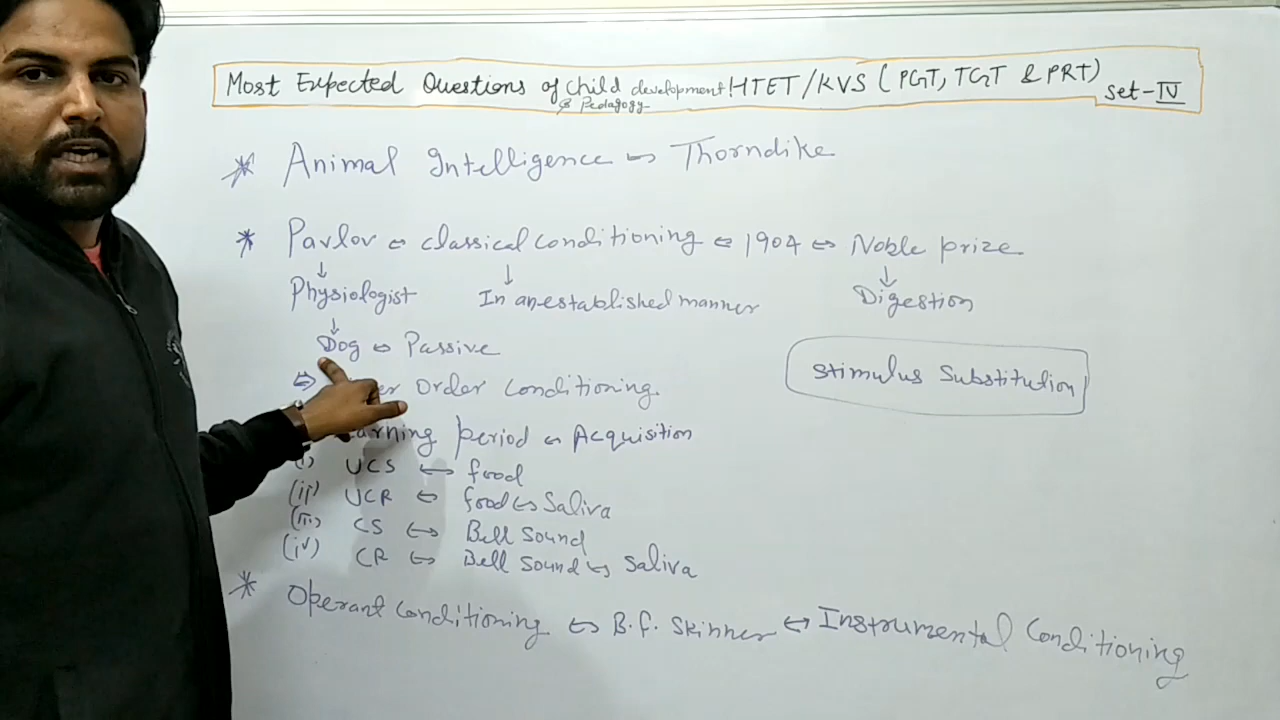 Most Expected Questions of Child development HTET/KVS (PGT, TGT & PRT)
& Pedagogy
Set-IV
* Animal Intelligence ↔ Thorndike
* Pavlov ↔ classical conditioning ↔ 1904 ↔ Noble prize
↓ ↓ ↓
Physiologist In an established manner Digestion
↓
Dog ↔ Passive
Stimulus Substitution
⇒ Order Conditioning.
period ↔ Acquisition
(i) UCS ↔ food
(ii) UCR ↔ food ↔ Saliva
(iii) CS ↔ Bell Sound
(iv) CR ↔ Bell Sound ↔ Saliva
* Operant Conditioning ↔ B.F. Skinner ↔ Instrumental Conditioning